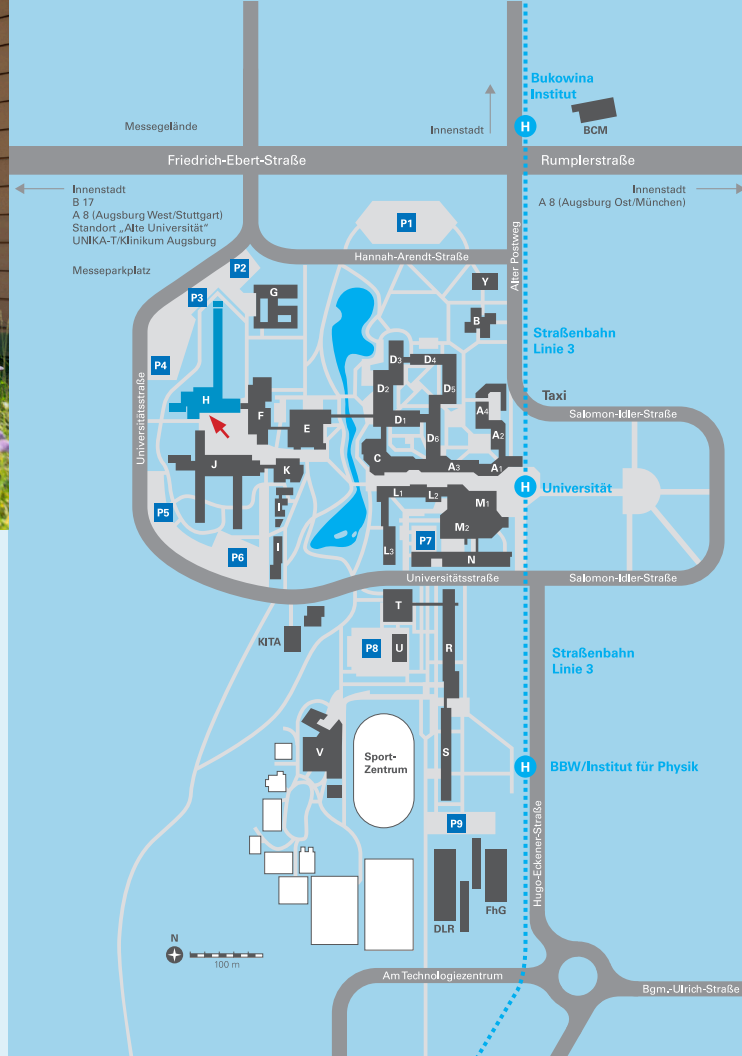 Bukowina
Institut
H
BCM
Messegelände
Innenstadt
Friedrich-Ebert-Straße
Rumplerstraße
Innenstadt
B 17
A 8 (Augsburg West/Stuttgart)
Standort „Alte Universität“
UNIKA-T/Klinikum Augsburg
Messeparkplatz
Innenstadt
A 8 (Augsburg Ost/München)
P1
Hannah-Arendt-Straße
Alter Postweg
P2
P3
P4
G
Y
B
Straßenbahn
Linie 3
D3
D4
D2
D5
H
F
E
D1
D6
A4
A2
Taxi
Salomon-Idler-Straße
Universitätsstraße
J
K
C
A3
A1
H
Universität
L1
L2
M1
M2
I
I
P5
P6
P7
L3
N
Universitätsstraße
Salomon-Idler-Straße
T
KITA
P8
U
R
Straßenbahn
Linie 3
V
Sport-
Zentrum
S
H
BBW/Institut für Physik
P9
Hugo-Eckener-Straße
FhG
DLR
N
100 m
Am Technologiezentrum
Bgm.-Ulrich-Straße